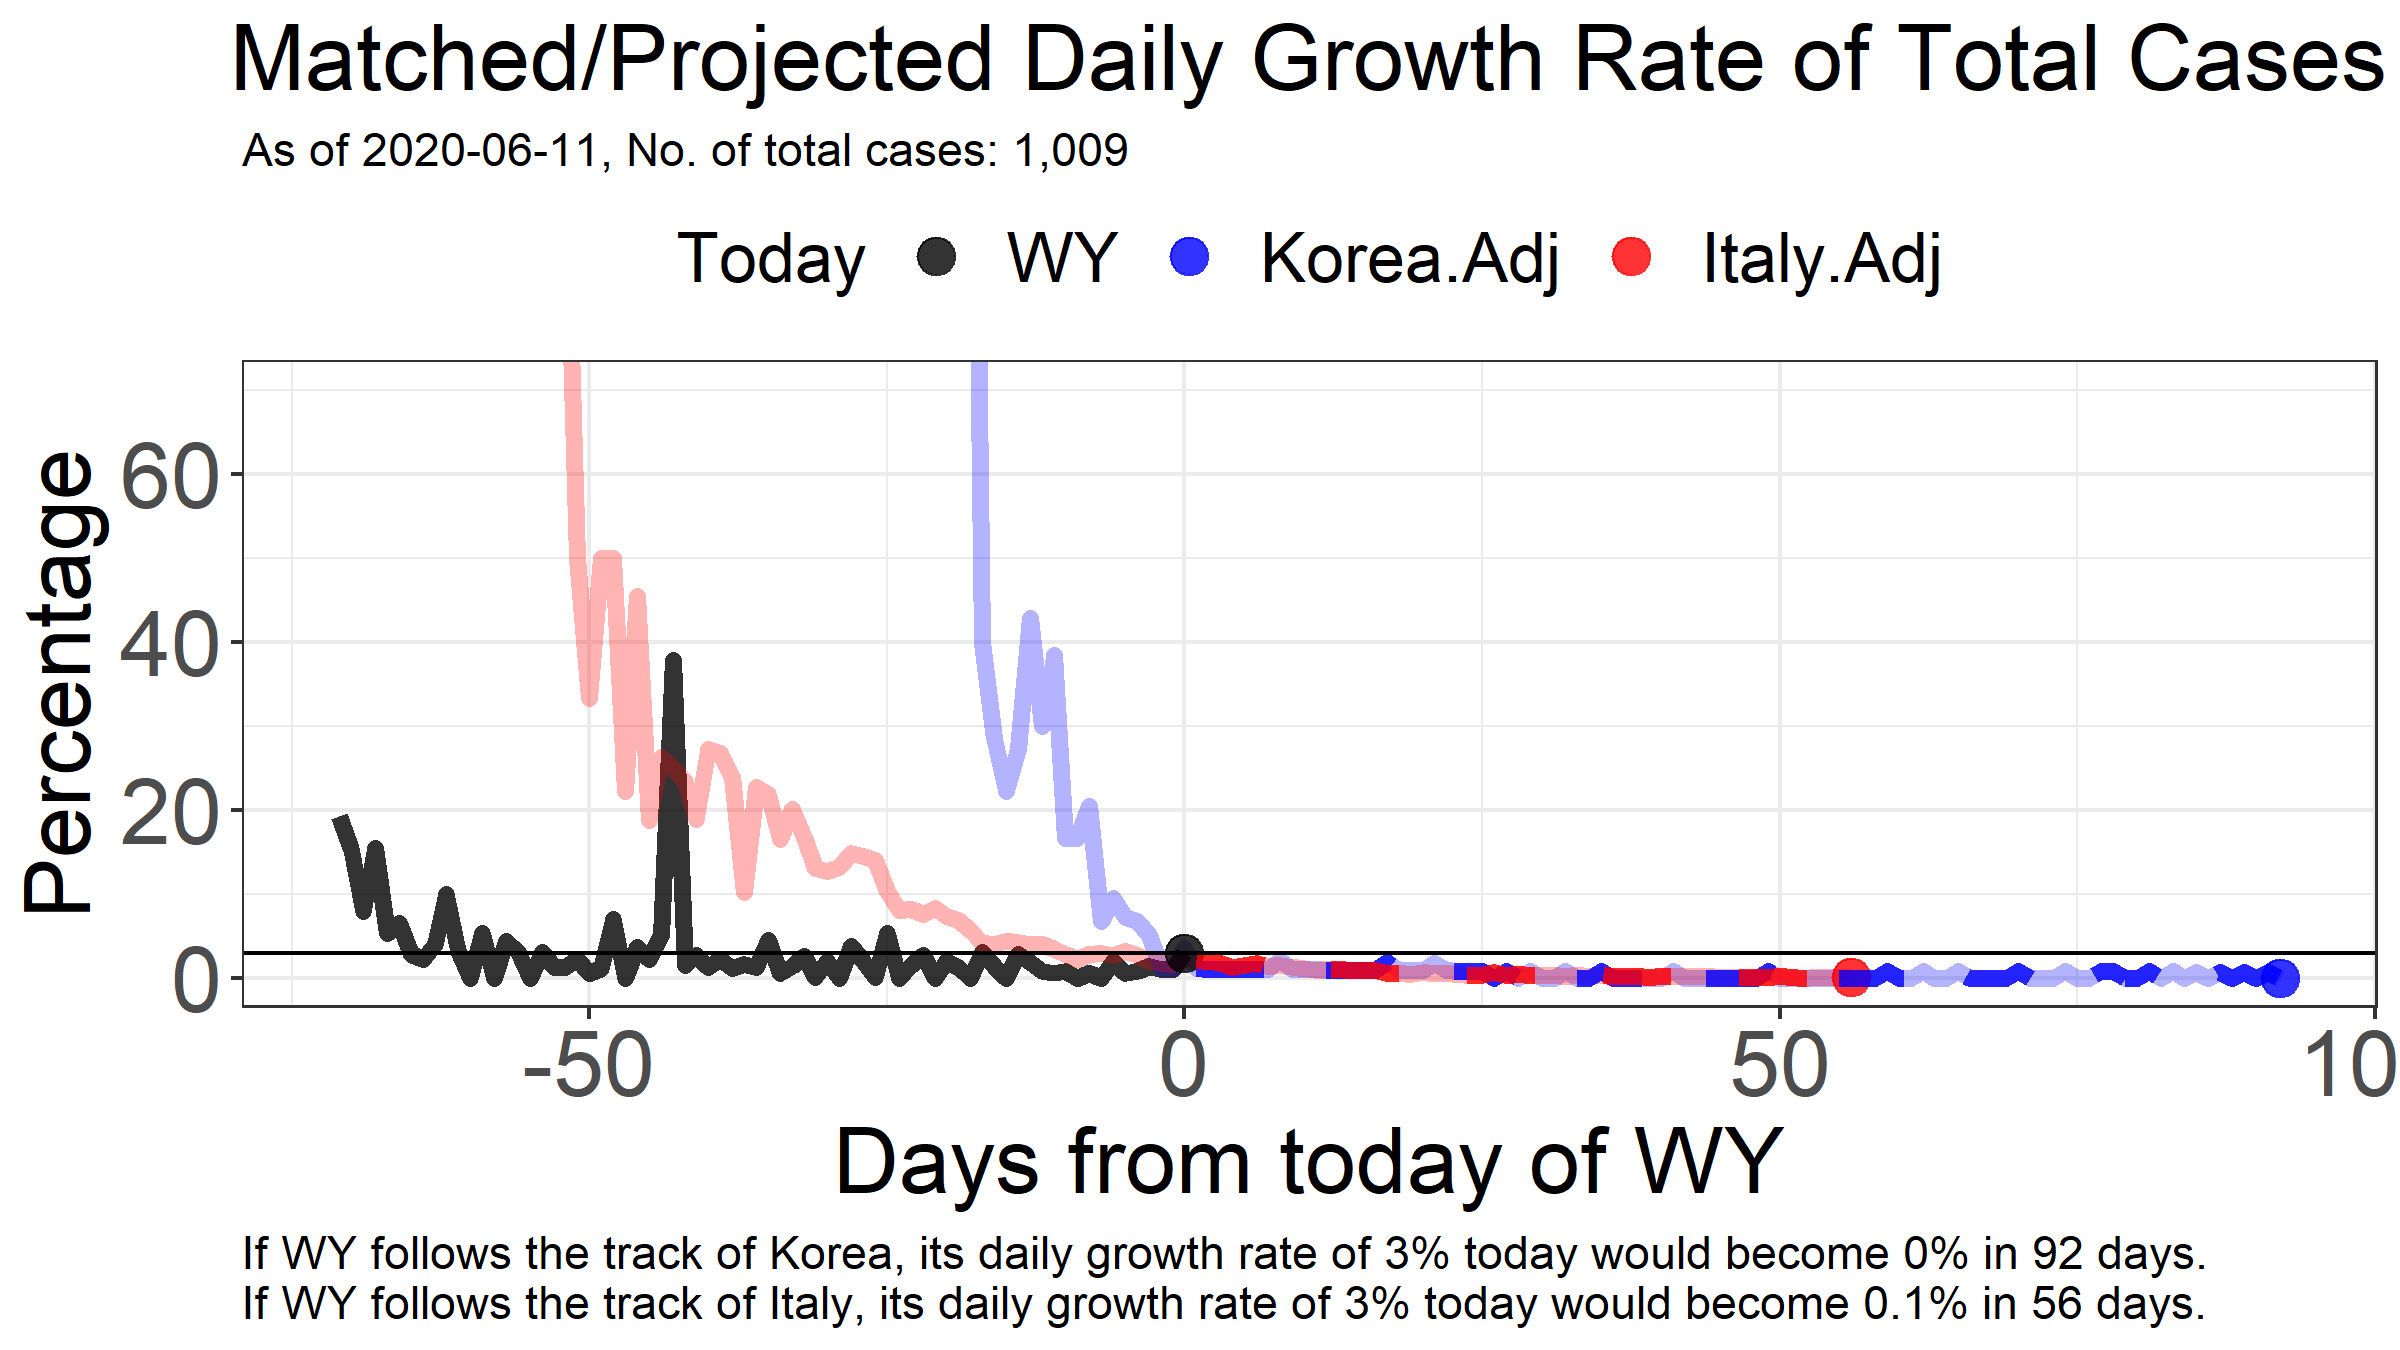 Matched/Projected Daily Growth Rate of Total Cases
As of 2020-06-11, No. of total cases: 1,009
Today WY Korea.Adj Italy.Adj
Percentage
60
40
20
0
-50 0 50 10
Days from today of WY
If WY follows the track of Korea, its daily growth rate of 3% today would become 0% in 92 days.
If WY follows the track of Italy, its daily growth rate of 3% today would become 0.1% in 56 days.